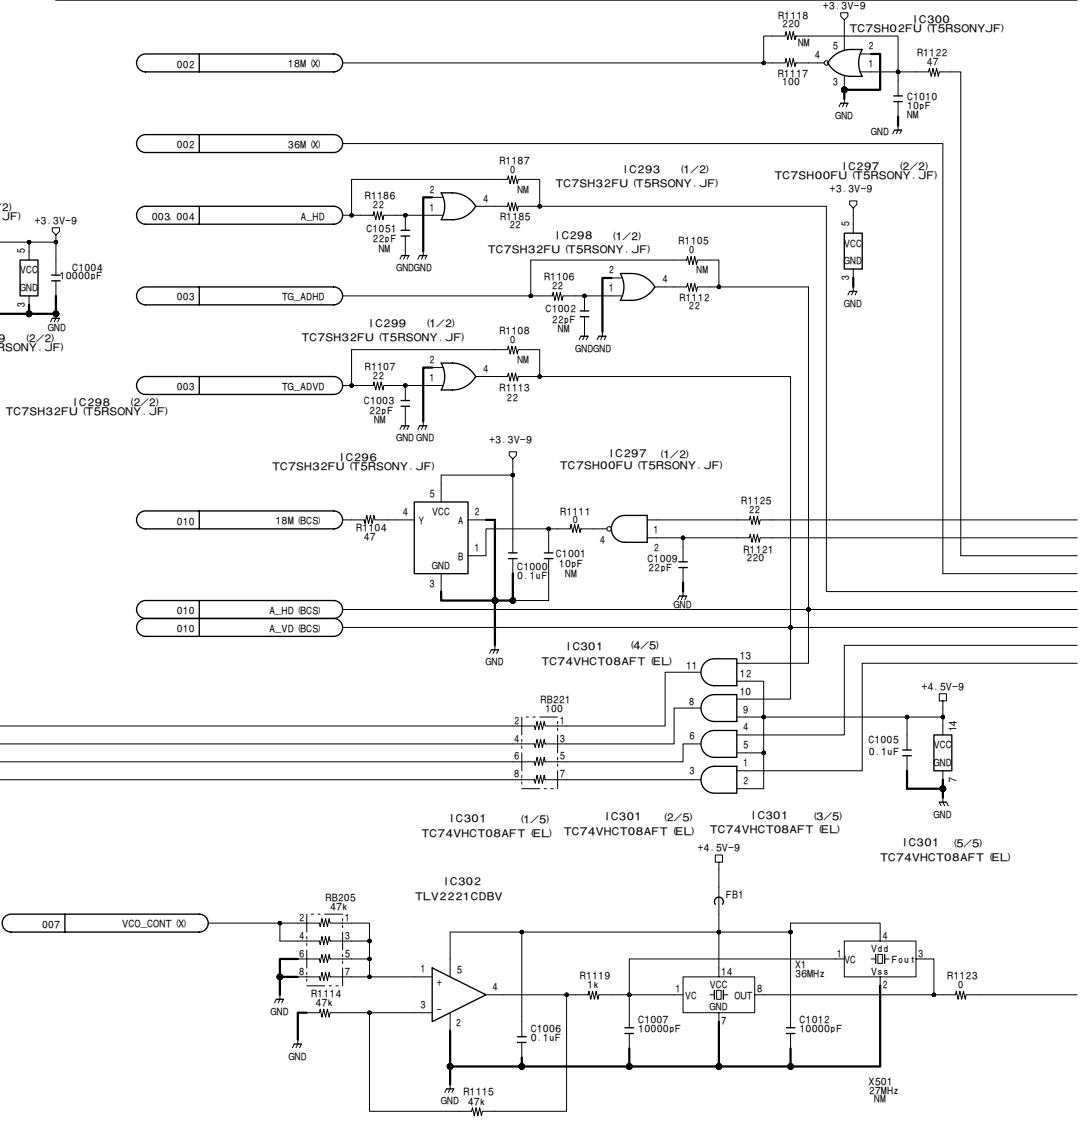 +3.3V-9
R1118
220
NM
IC300
TC7SH02FU (T5RSONYJF)
5
2
4
1
3
R1117
100
R1122
47
002
18M (X)
C1010
10pF
NM
GND
GND
002
36M (X)
R1187
0
NM
IC293 (1/2)
TC7SH32FU (T5RSONY. JF)
IC297 (2/2)
TC7SH00FU (T5RSONY. JF)
+3.3V-9
R1186
22
2
1
4
003, 004
A_HD
R1185
22
C1051
22pF
NM
GND
GND
5
VCC
GND
3
GND
2)
JF)
+3.3V-9
5
VCC
GND
3
C1004
10000pF
GND
9 (2/2)
RSONY. JF)
IC298 (1/2)
TC7SH32FU (T5RSONY. JF)
R1105
0
NM
R1106
22
2
1
4
003
TG_ADHD
R1112
22
C1002
22pF
NM
GND
GND
IC299 (1/2)
TC7SH32FU (T5RSONY. JF)
R1108
0
NM
R1107
22
2
1
4
003
TG_ADVD
R1113
22
C1003
22pF
NM
GND
GND
IC298 (2/2)
TC7SH32FU (T5RSONY. JF)
IC296
TC7SH32FU (T5RSONY. JF)
+3.3V-9
IC297 (1/2)
TC7SH00FU (T5RSONY. JF)
5
VCC
4
Y
A
2
B
1
GND
3
010
18M (BCS)
R1104
47
R1111
0
4
1
2
R1125
22
R1121
220
C1000
0.1uF
C1001
10pF
NM
C1009
22pF
GND
010
A_HD (BCS)
010
A_VD (BCS)
GND
IC301 (4/5)
TC74VHCT08AFT (EL)
11
13
12
8
10
9
6
4
5
3
1
2
RB221
100
2
1
4
3
6
5
8
7
+4.5V-9
C1005
0.1uF
14
VCC
GND
7
GND
IC301 (1/5)
TC74VHCT08AFT (EL)
IC301 (2/5)
TC74VHCT08AFT (EL)
IC301 (3/5)
TC74VHCT08AFT (EL)
IC301 (5/5)
TC74VHCT08AFT (EL)
+4.5V-9
FB1
IC302
TLV2221CDBV
RB205
47k
2
1
4
3
6
5
8
7
007
VCO_CONT (X)
R1114
47k
GND
GND
1
+
5
4
3
-
2
R1119
1k
X1
36MHz
4
Vdd
1
VC
Fout
3
Vss
2
14
VCC
1
VC
OUT
8
GND
7
R1123
0
C1006
0.1uF
C1007
10000pF
C1012
10000pF
GND
R1115
47k
X501
27MHz
NM